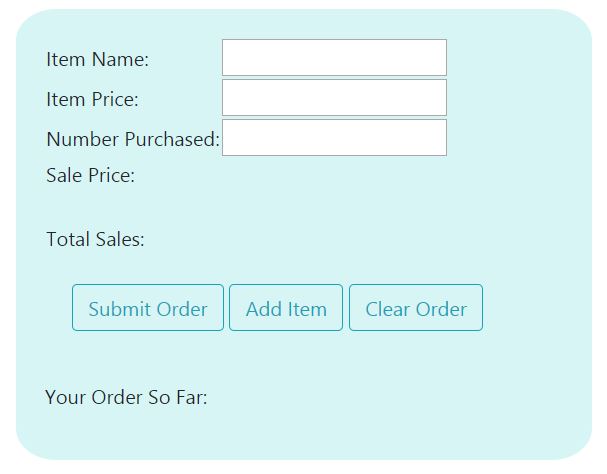 Item Name:
Item Price:
Number Purchased:
Sale Price:
Total Sales:
Submit Order Add Item Clear Order
Your Order So Far: